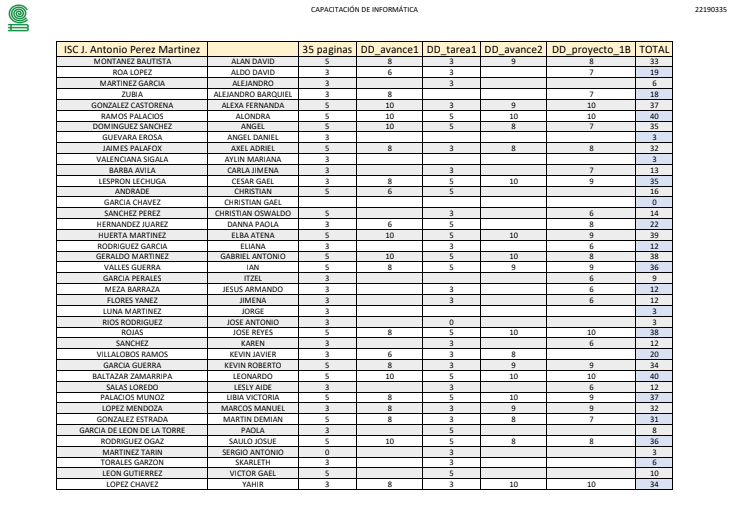 CAPACITACIÓN DE INFORMÁTICA 22190335
ISC J. Antonio Perez Martinez 35 paginas DD_avance1 DD_tarea1 DD_avance2 DD_proyecto_1B TOTAL
MONTAÑEZ BAUTISTA ALAN DAVID 5 8 3 9 8 33
ROA LOPEZ ALDO DAVID 3 6 3 7 19
MARTINEZ GARCIA ALEJANDRO 3 3 6
ZUBIA ALEJANDRO BARQUIEL 3 8 7 18
GONZALEZ CASTORENA ALEXA FERNANDA 5 10 3 9 10 37
RAMOS PALACIOS ALONDRA 5 10 5 10 10 40
DOMINGUEZ SANCHEZ ANGEL 5 10 5 8 7 35
GUEVARA EROSA ANGEL DANIEL 3 3
JAIMES PALAFOX AXEL ADRIEL 5 8 3 8 8 32
VALENCIANA SIGALA AYLIN MARIANA 3 3
BARBA AVILA CARLA JIMENA 3 3 7 13
LESPRON LECHUGA CESAR GAEL 3 8 5 10 9 35
ANDRADE CHRISTIAN 5 6 5 16
GARCIA CHAVEZ CHRISTIAN GAEL 0
SANCHEZ PEREZ CHRISTIAN OSWALDO 5 3 6 14
HERNANDEZ JUAREZ DANNA PAOLA 3 6 5 8 22
HUERTA MARTINEZ ELBA ATENA 5 10 5 10 9 39
RODRIGUEZ GARCIA ELIANA 3 3 6 12
GERALDO MARTINEZ GABRIEL ANTONIO 5 10 5 10 8 38
VALLES GUERRA IAN 5 8 5 9 9 36
GARCIA PERALES ITZEL 3 6 9
MEZA BARRAZA JESUS ARMANDO 3 3 6 12
FLORES YANEZ JIMENA 3 3 6 12
LUNA MARTINEZ JORGE 3 3
RIOS RODRIGUEZ JOSE ANTONIO 3 0 3
ROJAS JOSE REYES 5 8 5 10 10 38
SANCHEZ KAREN 3 3 6 12
VILLALOBOS RAMOS KEVIN JAVIER 3 6 3 8 20
GARCIA GUERRA KEVIN ROBERTO 5 8 3 9 9 34
BALTAZAR ZAMARRIPA LEONARDO 5 10 5 10 10 40
SALAS LOREDO LESLY AIDE 3 3 6 12
PALACIOS MUÑOZ LIBIA VICTORIA 5 8 5 10 9 37
LOPEZ MENDOZA MARCOS MANUEL 3 8 3 9 9 32
GONZALEZ ESTRADA MARTIN DEMIAN 5 8 3 8 7 31
GARCIA DE LEON DE LA TORRE PAOLA 3 5 8
RODRIGUEZ OGAZ SAULO JOSUE 5 10 5 8 8 36
MARTINEZ TARIN SERGIO ANTONIO 0 3 3
TORALES GARZON SKARLETH 3 3 6
LEON GUTIERREZ VICTOR GAEL 5 5 10
LOPEZ CHAVEZ YAHIR 3 8 3 10 10 34